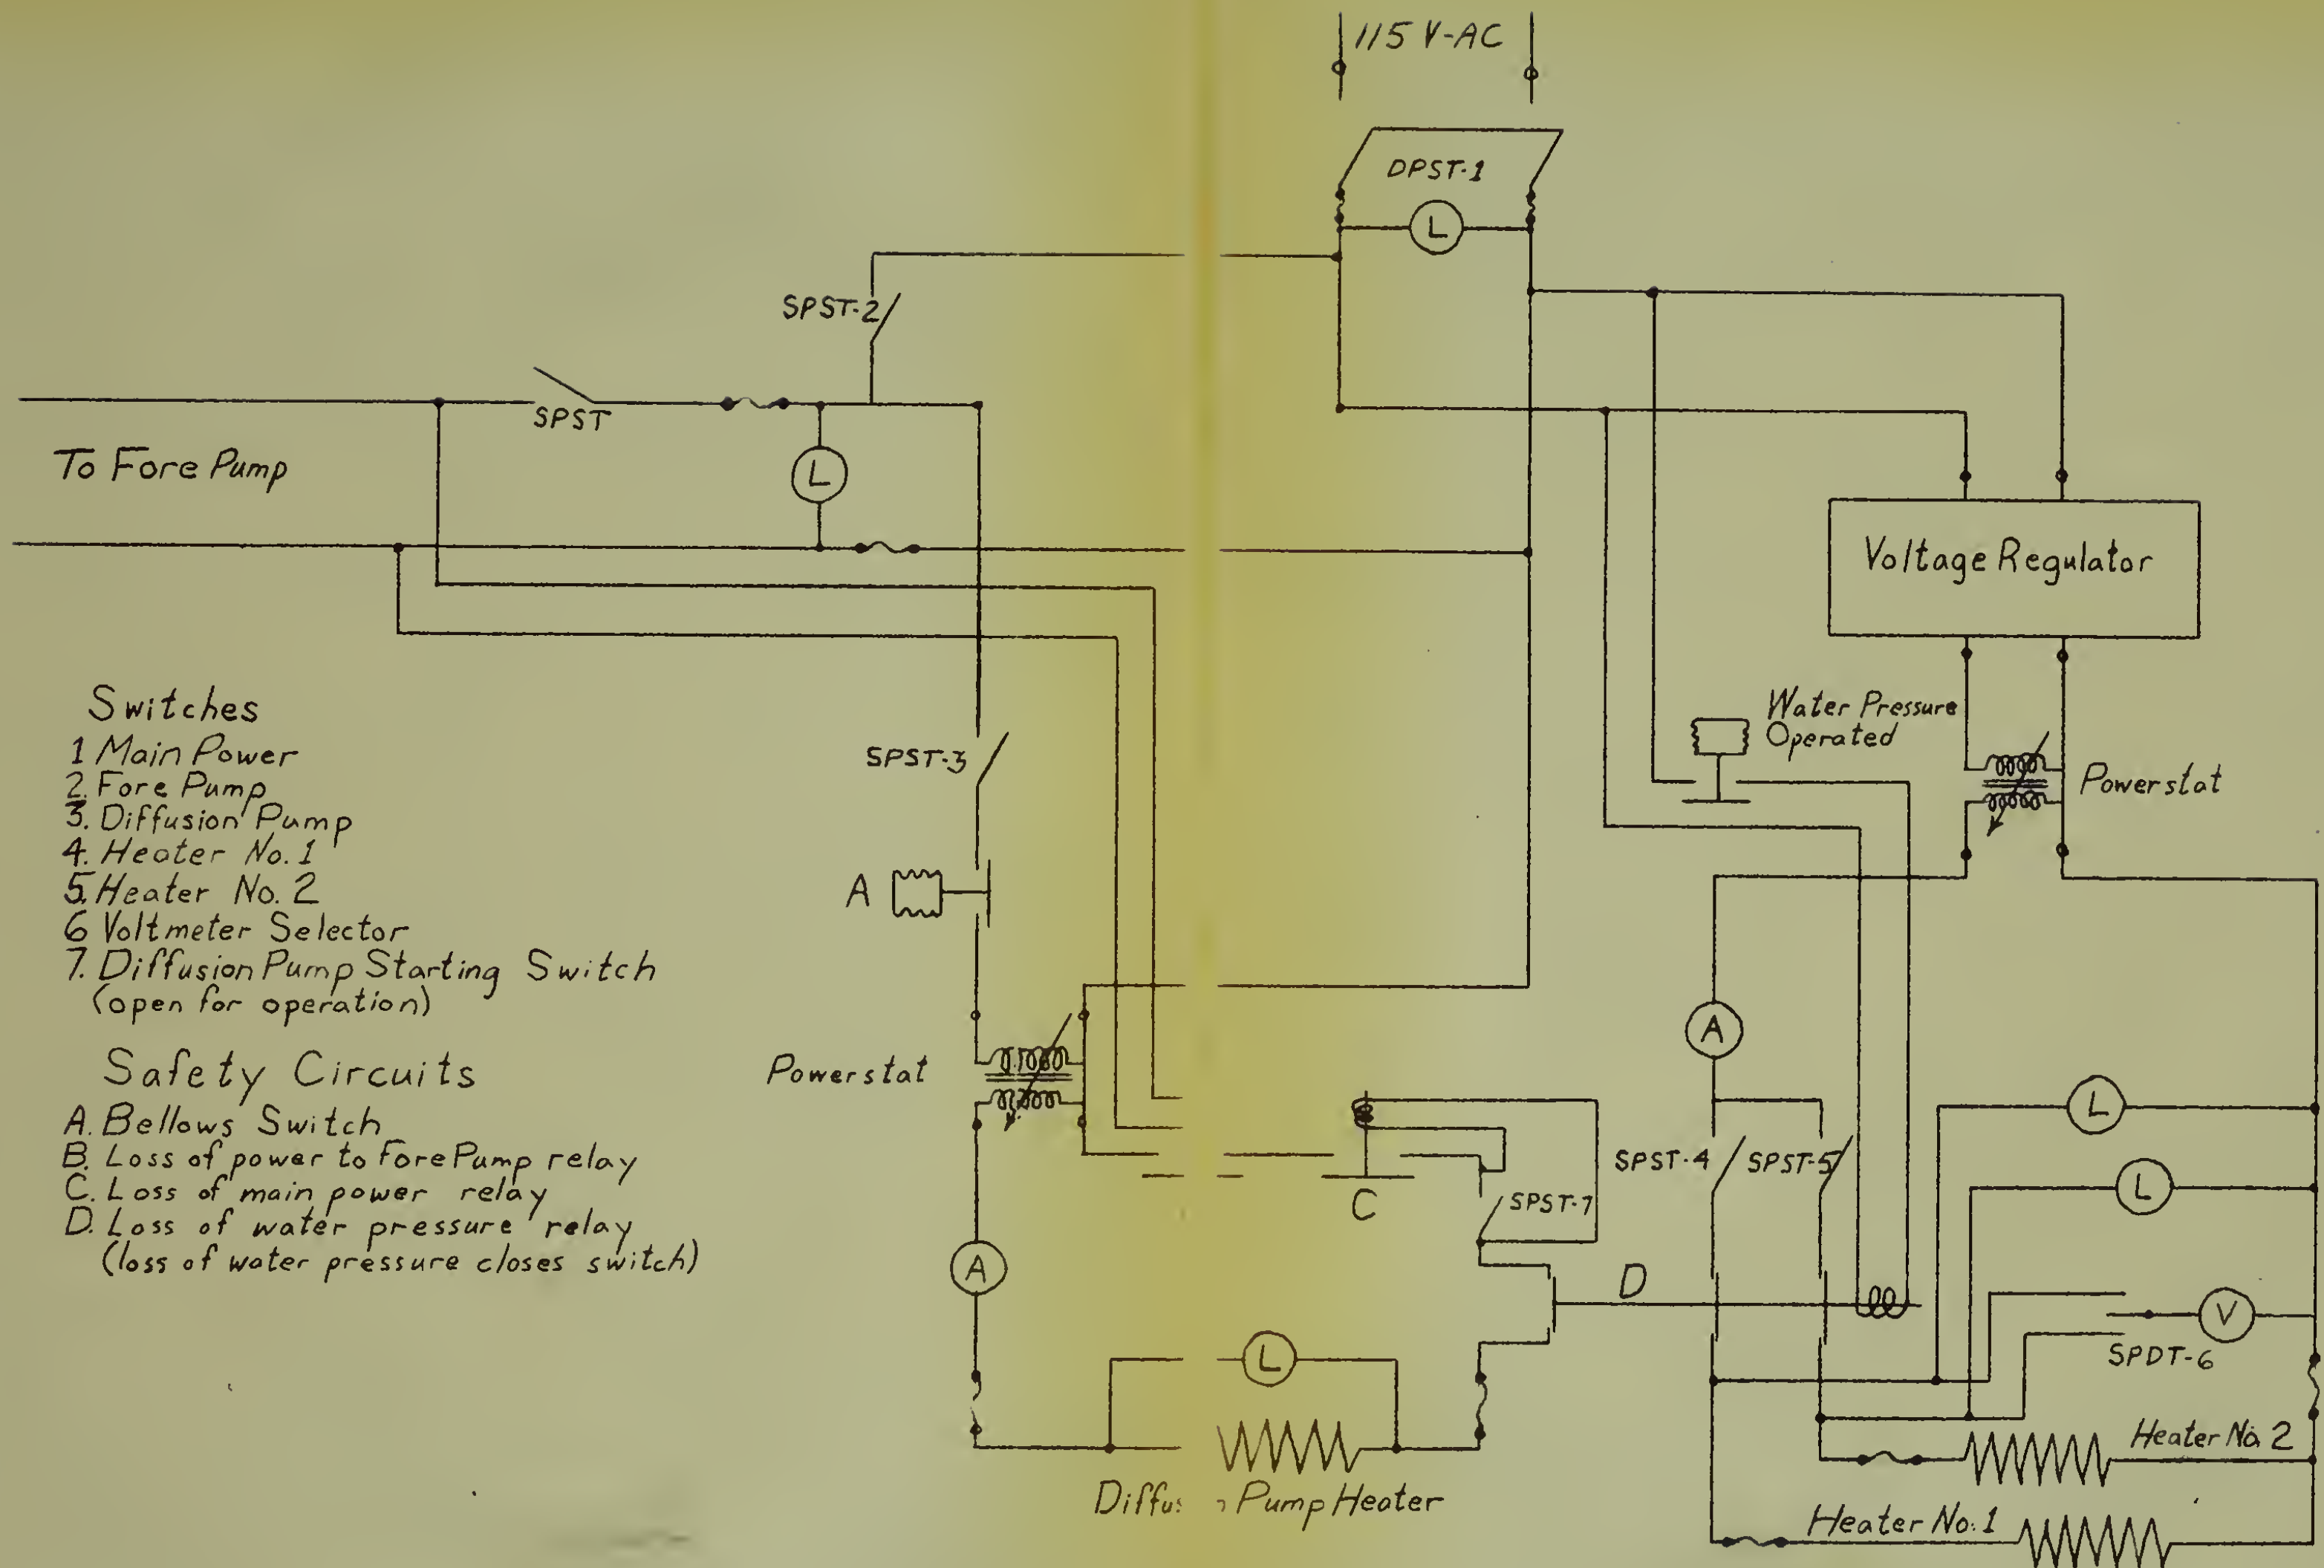 115 V-AC
DPST-1
L
SPST-2
SPST
To Fore Pump
L
Voltage Regulator
Switches
1 Main Power
2. Fore Pump
3. Diffusion Pump
4. Heater No. 1
5. Heater No. 2
6 Voltmeter Selector
7. Diffusion Pump Starting Switch
(open for operation)
Safety Circuits
A. Bellows Switch
B. Loss of power to Fore Pump relay
C. Loss of main power relay
D. Loss of water pressure relay
(loss of water pressure closes switch)
SPST-3
A
Powerstat
A
Water Pressure
Operated
Powerstat
A
L
L
SPST-4
SPST-5
SPST-7
C
D
V
SPDT-6
L
Pump Heater
Heater No. 2
Heater No. 1